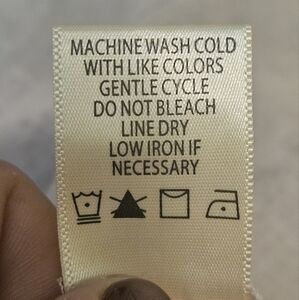 MACHINE WASH COLD
WITH LIKE COLORS
GENTLE CYCLE
DO NOT BLEACH
LINE DRY
LOW IRON IF
NECESSARY